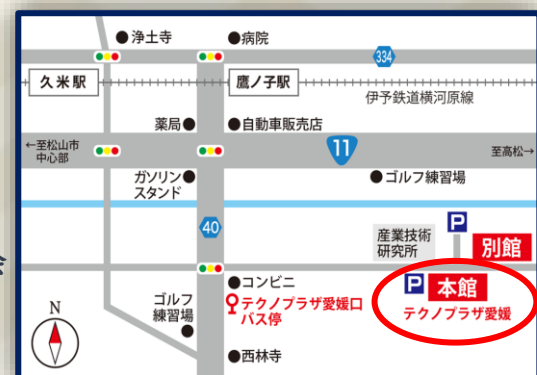 ●浄土寺
●病院
334
久米駅
鷹ノ子駅
伊予鉄道横河原線
薬局●
●自動車販売店
←至松山市
中心部
11
至高松→
ガソリン●
スタンド
●ゴルフ練習場
40
P
産業技術
研究所
別館
会
●コンビニ
P
本館
テクノプラザ愛媛口
バス停
テクノプラザ愛媛
ゴルフ
練習場
●
N
●西林寺